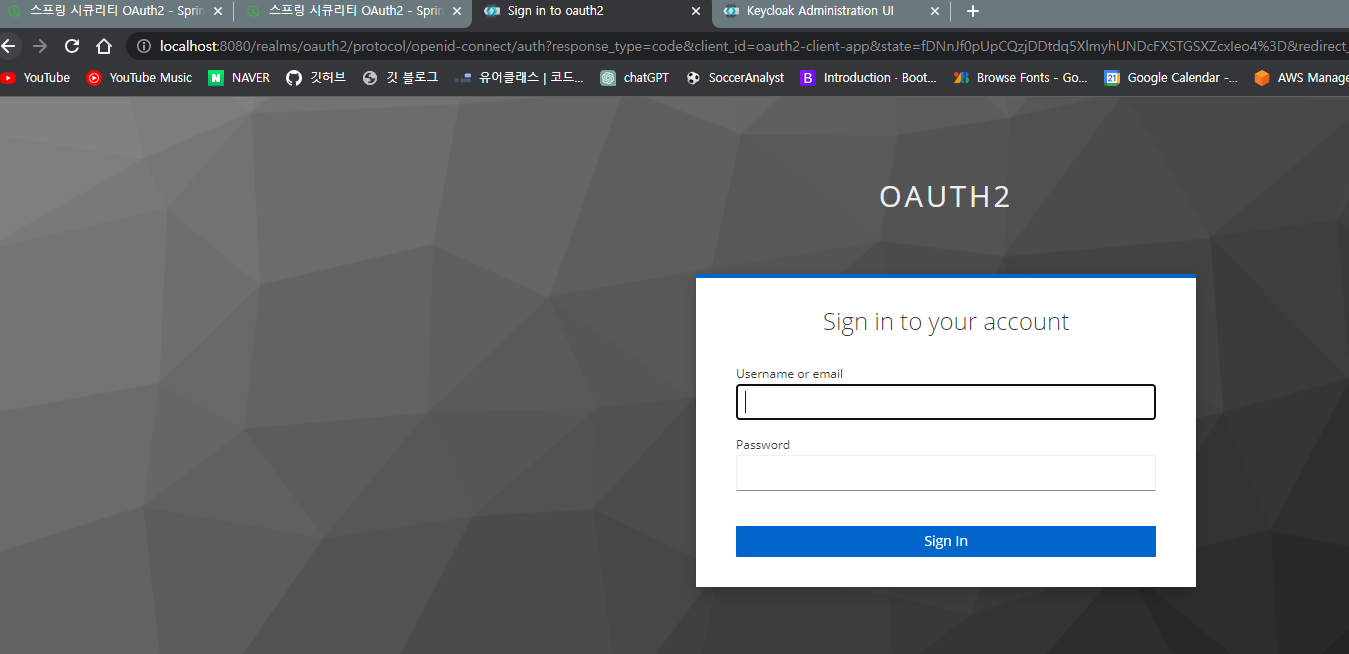 스프링 시큐리티 OAuth2 - Sprin
스프링 시큐리티 OAuth2 - Sprin
Sign in to oauth2
Keycloak Administration UI
localhost:8080/realms/oauth2/protocol/openid-connect/auth?response_type=code&client_id=oauth2-client-app&state=fDNnJf0pUpCQzjDDtdq5XlmyhUNDcFXSTGSXZcxleo4%3D&redirect_
YouTube
YouTube Music
NAVER
깃허브
깃 블로그
유어클래스 | 코드...
chatGPT
SoccerAnalyst
Introduction · Boot...
Browse Fonts - Go...
Google Calendar -...
AWS Manage
OAUTH2
Sign in to your account
Username or email
Password
Sign In